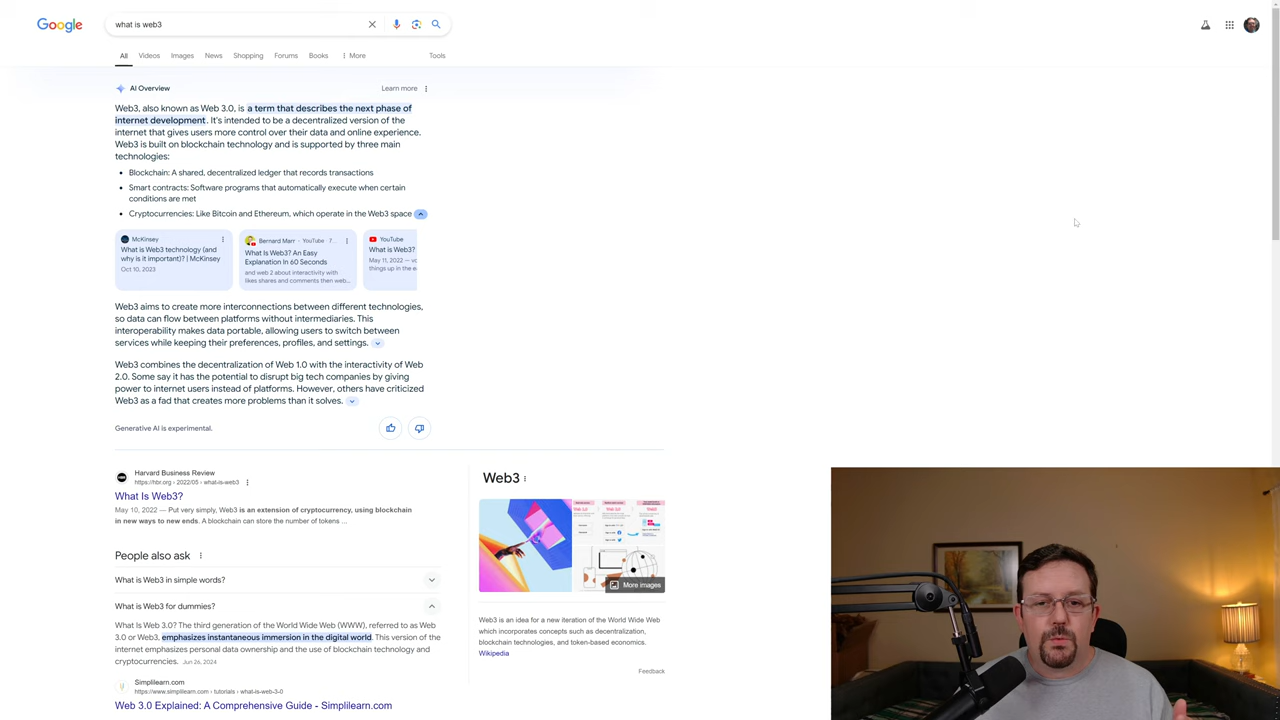 Google
what is web3
All
Videos
Images
News
Shopping
Forums
Books
More
Tools
AI Overview
Learn more
Web3, also known as Web 3.0, is a term that describes the next phase of
internet development. It's intended to be a decentralized version of the
internet that gives users more control over their data and online experience.
Web3 is built on blockchain technology and is supported by three main
technologies:
• Blockchain: A shared, decentralized ledger that records transactions
• Smart contracts: Software programs that automatically execute when certain
conditions are met
• Cryptocurrencies: Like Bitcoin and Ethereum, which operate in the Web3 space
McKinsey
What is Web3 technology (and
why is it important)? | McKinsey
Oct 10, 2023
Bernard Marr · YouTube
What Is Web3? An Easy
Explanation In 60 Seconds
and web 2 about interactivity with
likes shares and comments then web...
YouTube
What is Web3?
May 11, 2022 —
things up in the
Web3 aims to create more interconnections between different technologies,
so data can flow between platforms without intermediaries. This
interoperability makes data portable, allowing users to switch between
services while keeping their preferences, profiles, and settings.
Web3 combines the decentralization of Web 1.0 with the interactivity of Web
2.0. Some say it has the potential to disrupt big tech companies by giving
power to internet users instead of platforms. However, others have criticized
Web3 as a fad that creates more problems than it solves.
Generative AI is experimental.
Harvard Business Review
https://hbr.org › 2022/05 › what-is-web3
What Is Web3?
May 10, 2022 — Put very simply, Web3 is an extension of cryptocurrency, using blockchain
in new ways to new ends. A blockchain can store the number of tokens ...
People also ask
What is Web3 in simple words?
What is Web3 for dummies?
What Is Web 3.0? The third generation of the World Wide Web (WWW), referred to as Web
3.0 or Web3, emphasizes instantaneous immersion in the digital world. This version of the
internet emphasizes personal data ownership and the use of blockchain technology and
cryptocurrencies. Jun 26, 2024
Simplilearn.com
https://www.simplilearn.com › tutorials › what-is-web-3-0
Web 3.0 Explained: A Comprehensive Guide - Simplilearn.com
Web3
More images
Web3 is an idea for a new iteration of the World Wide Web
which incorporates concepts such as decentralization,
blockchain technologies, and token-based economics.
Wikipedia
Feedback